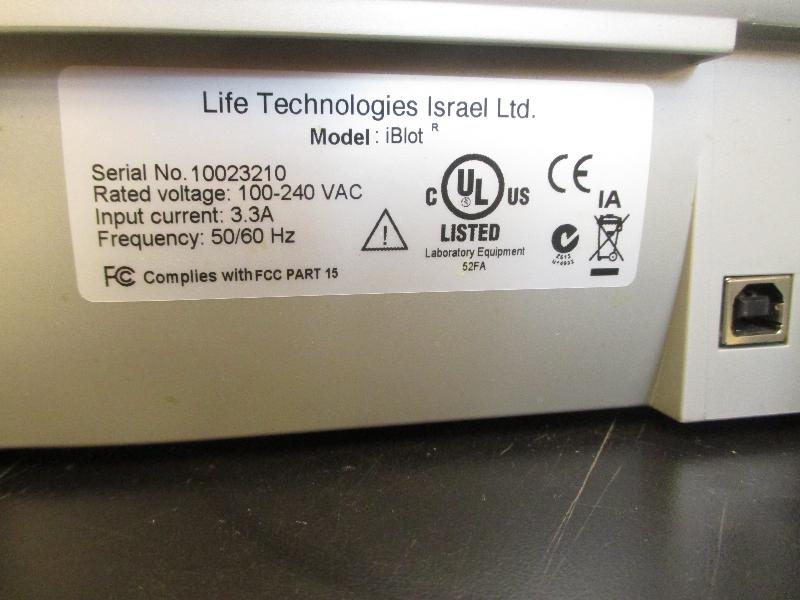 Life Technologies Israel Ltd.
Model : iBlot R
Serial No. 10023210
Rated voltage: 100-240 VAC
Input current: 3.3A
Frequency: 50/60 Hz
FCC Complies with FCC PART 15
C UL US
LISTED
Laboratory Equipment
52FA
CE
IA